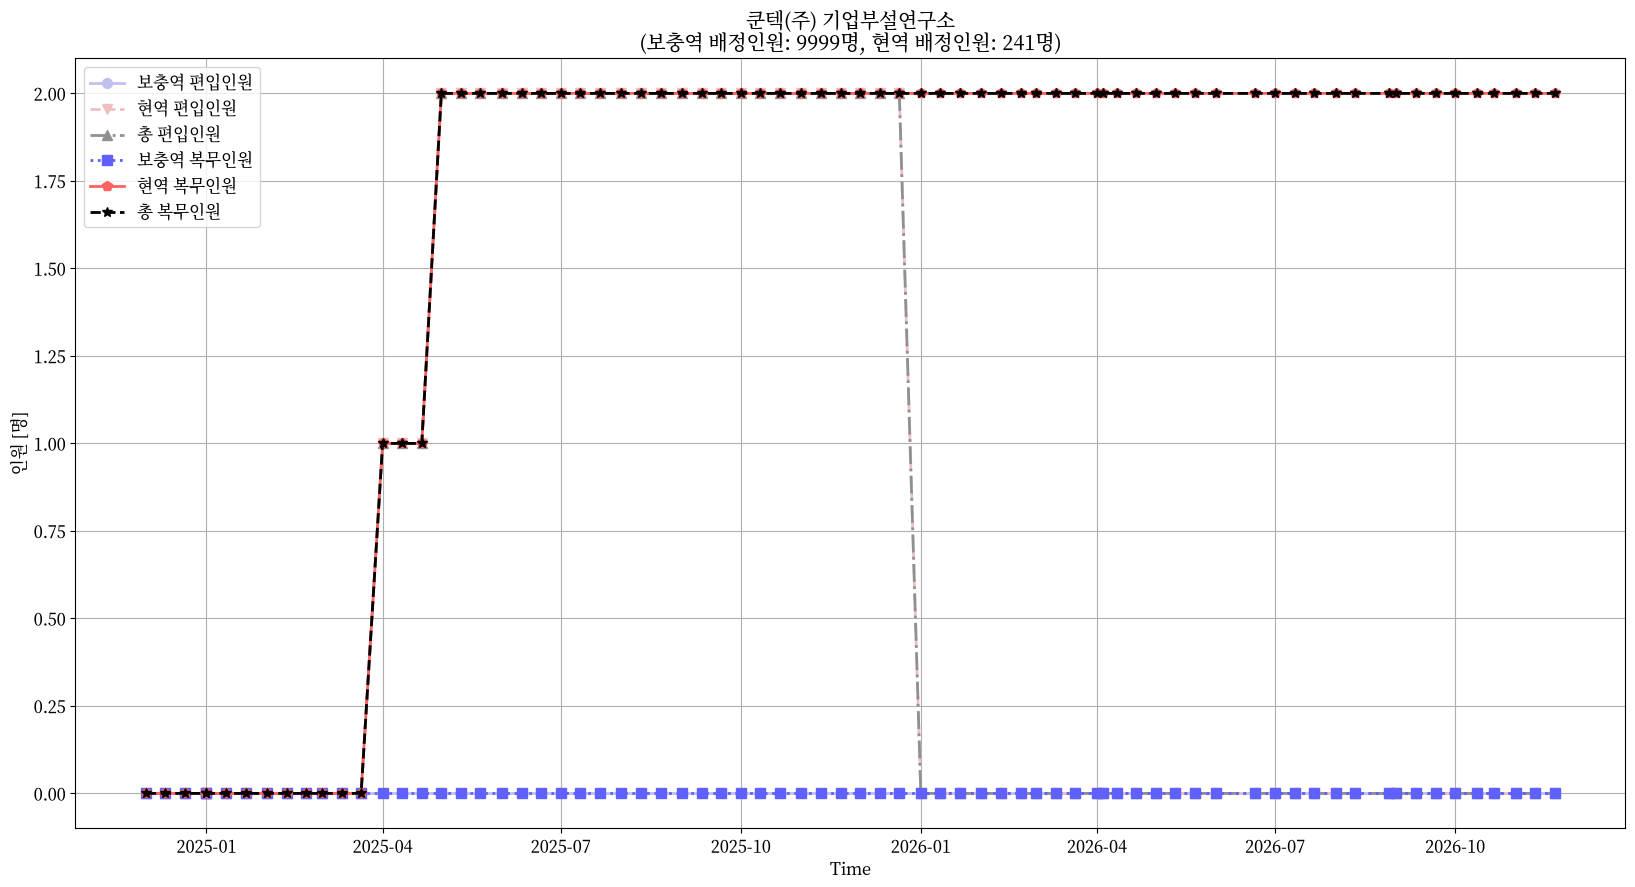 쿤텍(주) 기업부설연구소
(보충역 배정인원: 9999명, 현역 배정인원: 241명)
보충역 편입인원
현역 편입인원
총 편입인원
보충역 복무인원
현역 복무인원
총 복무인원
2.00
1.75
1.50
1.25
1.00
0.75
0.50
0.25
0.00
인원 [명]
2025-01
2025-04
2025-07
2025-10
2026-01
2026-04
2026-07
2026-10
Time